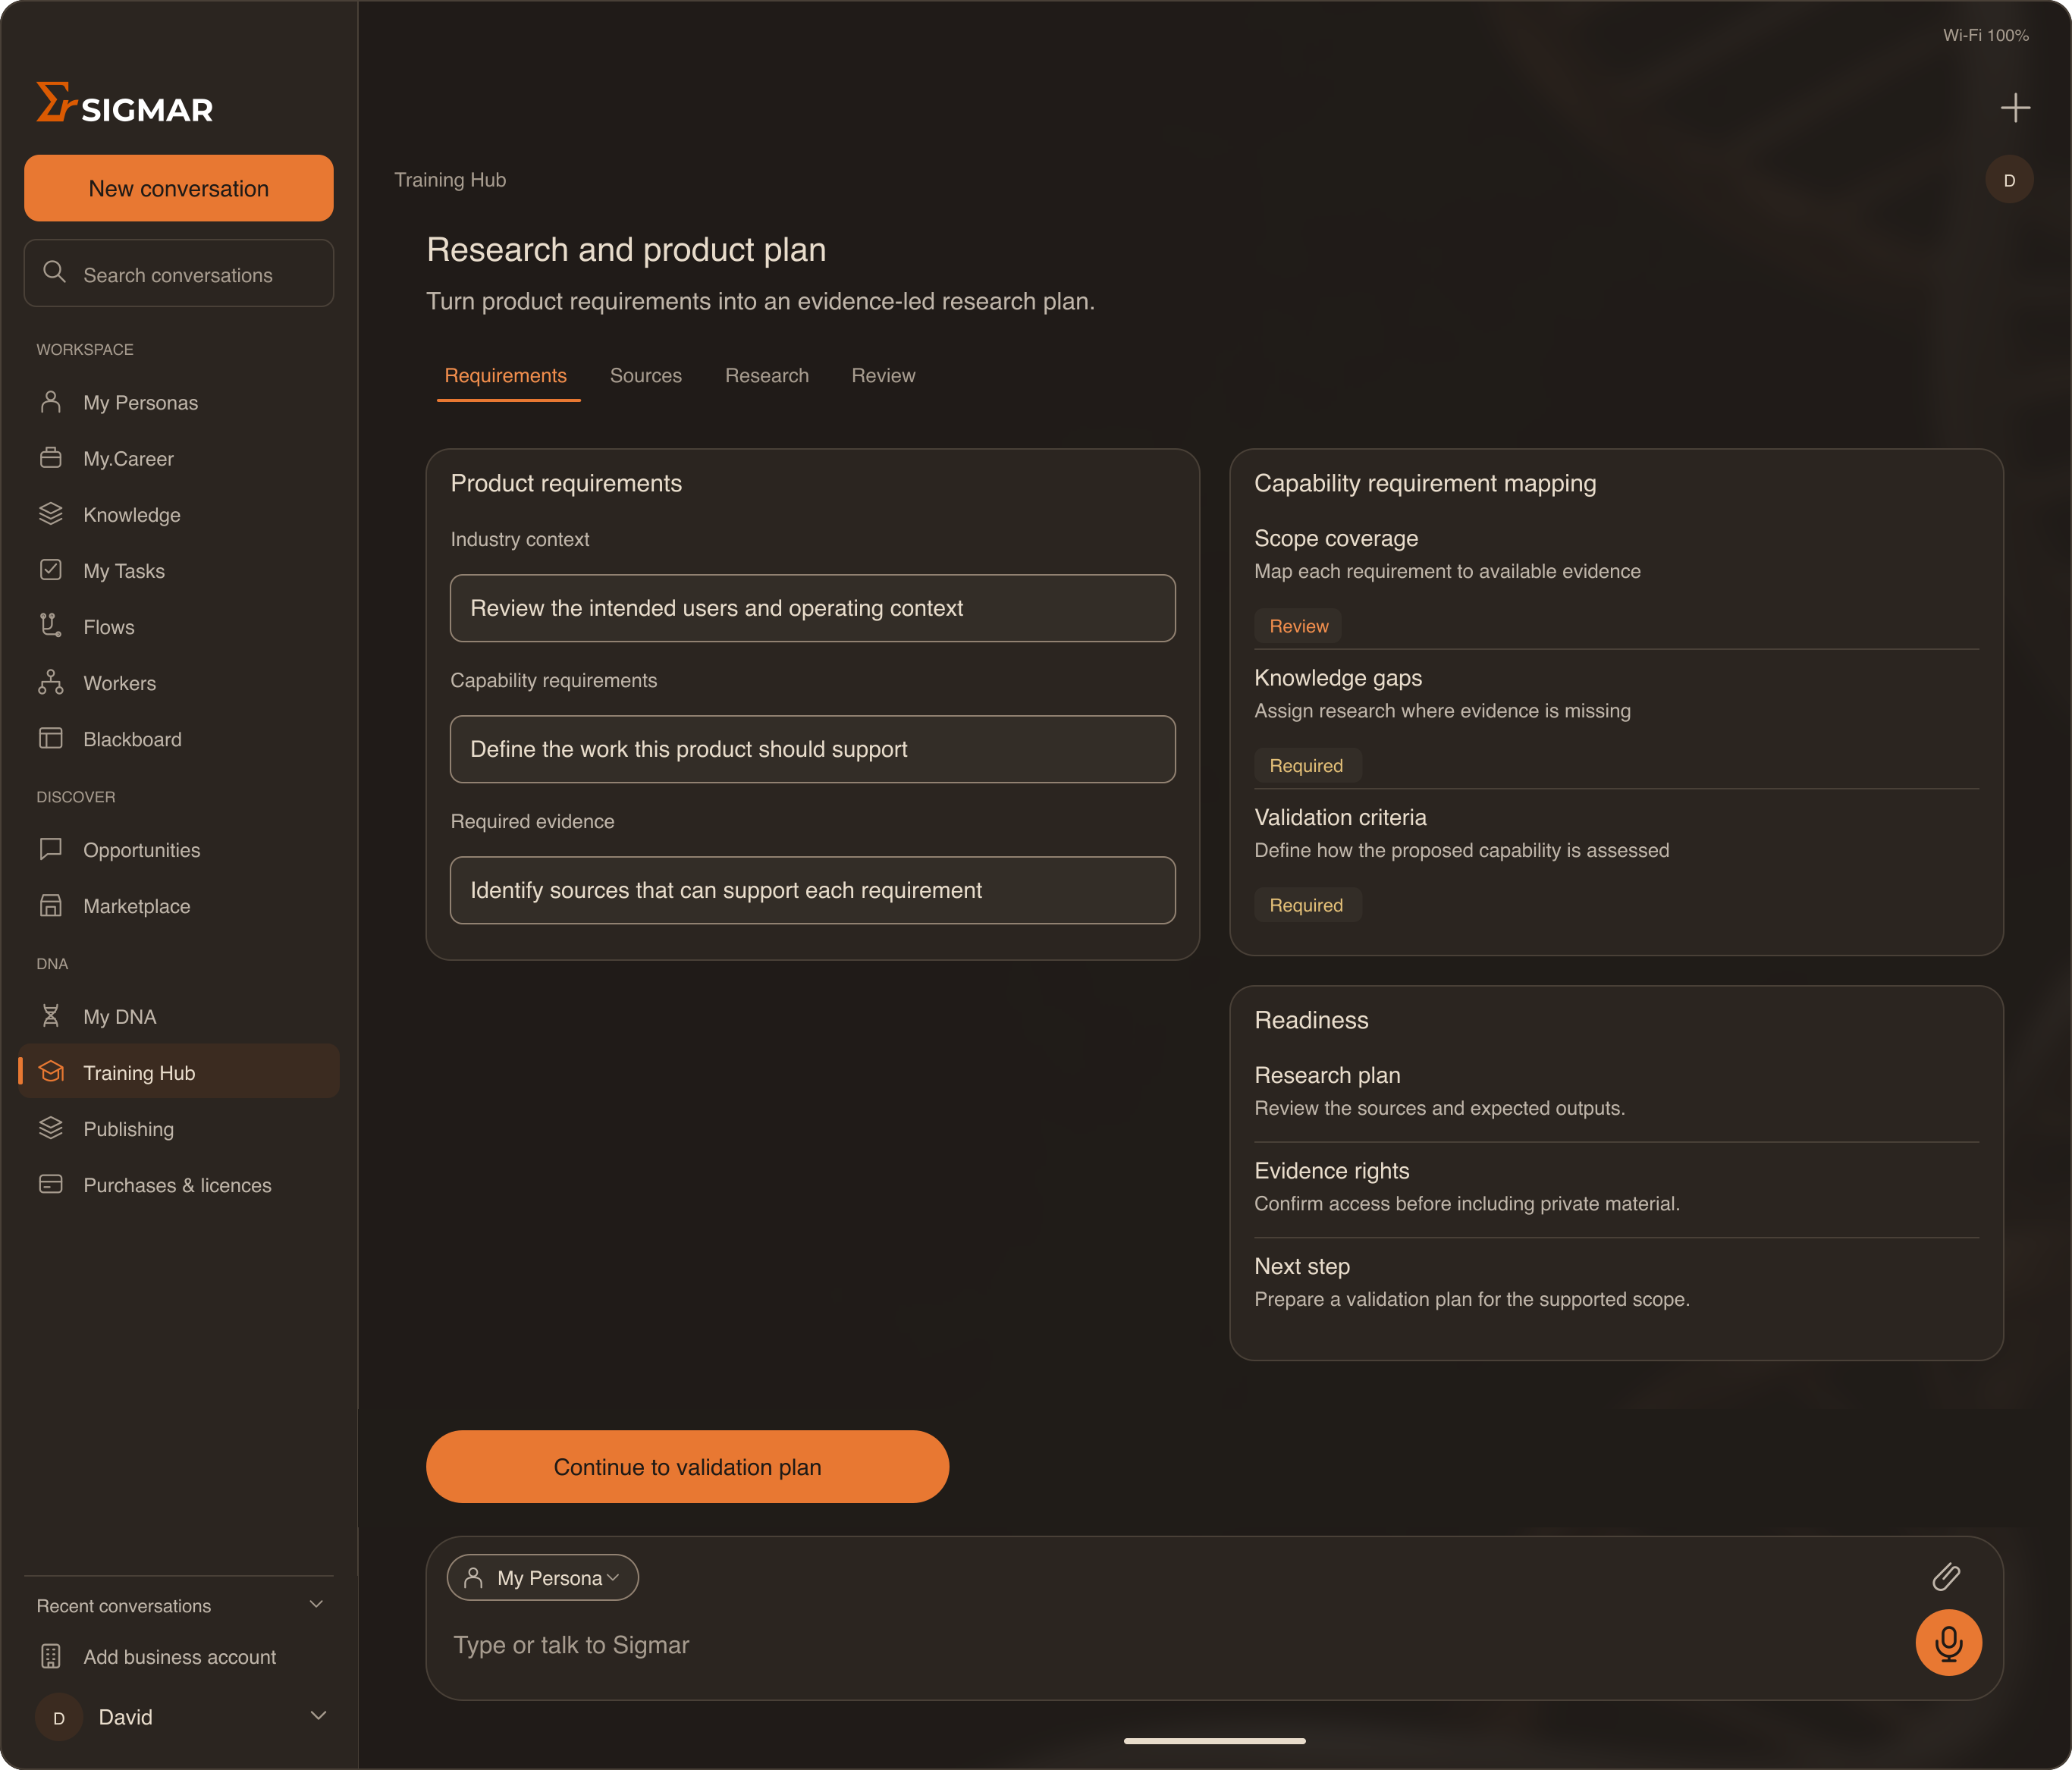 Wi-Fi 100%
Σr SIGMAR
New conversation
Search conversations
WORKSPACE
My Personas
My.Career
Knowledge
My Tasks
Flows
Workers
Blackboard
DISCOVER
Opportunities
Marketplace
DNA
My DNA
Training Hub
Publishing
Purchases & licences
Recent conversations
Add business account
D
David
Training Hub
D
Research and product plan
Turn product requirements into an evidence-led research plan.
Requirements
Sources
Research
Review
Product requirements
Industry context
Review the intended users and operating context
Capability requirements
Define the work this product should support
Required evidence
Identify sources that can support each requirement
Capability requirement mapping
Scope coverage
Map each requirement to available evidence
Review
Knowledge gaps
Assign research where evidence is missing
Required
Validation criteria
Define how the proposed capability is assessed
Required
Readiness
Research plan
Review the sources and expected outputs.
Evidence rights
Confirm access before including private material.
Next step
Prepare a validation plan for the supported scope.
Continue to validation plan
My Persona
Type or talk to Sigmar